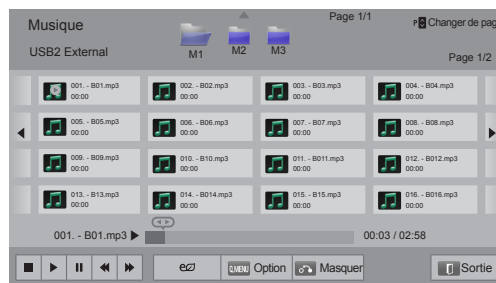 Musique
Page 1/1
P Changer de pag
USB2 External
M1 M2 M3
Page 1/2
001. - B01.mp3 002. - B02.mp3 003. - B03.mp3 004. - B04.mp3
00:00 00:00 00:00 00:00
005. - B05.mp3 006. - B06.mp3 007. - B07.mp3 008. - B08.mp3
00:00 00:00 00:00 00:00
009. - B09.mp3 010. - B10.mp3 011. - B011.mp3 012. - B012.mp3
00:00 00:00 00:00 00:00
013. - B13.mp3 014. - B014.mp3 015. - B15.mp3 016. - B016.mp3
00:00 00:00 00:00 00:00
001. - B01.mp3 00:03 / 02:58
Q.MENU Option Masquer Sortie